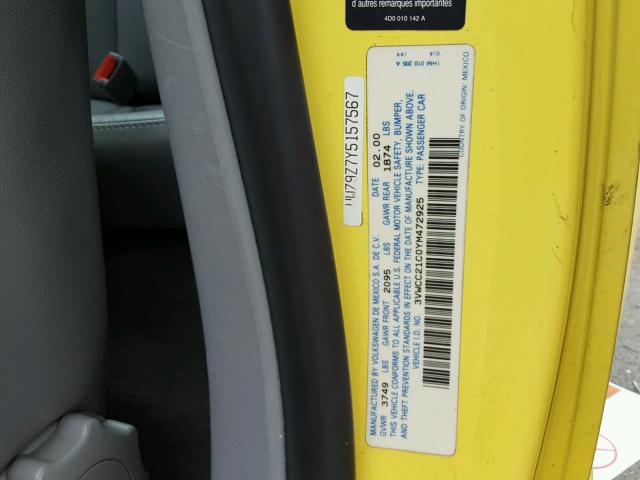 d'autres remarques importantes
4D0 010 142 A
1HM 010 205 A
MANUFACTURED BY VOLKSWAGEN DE MEXICO S.A. DE C.V. DATE 02.00
GVWR 3749 LBS GAWR FRONT 2095 LBS GAWR REAR 1874 LBS
THIS VEHICLE CONFORMS TO ALL APPLICABLE U.S. FEDERAL MOTOR VEHICLE SAFETY, BUMPER,
AND THEFT PREVENTION STANDARDS IN EFFECT ON THE DATE OF MANUFACTURE SHOWN ABOVE.
VEHICLE I.D. NO. 3VWCC21C0YM472925 TYPE: PASSENGER CAR
COUNTRY OF ORIGIN: MEXICO